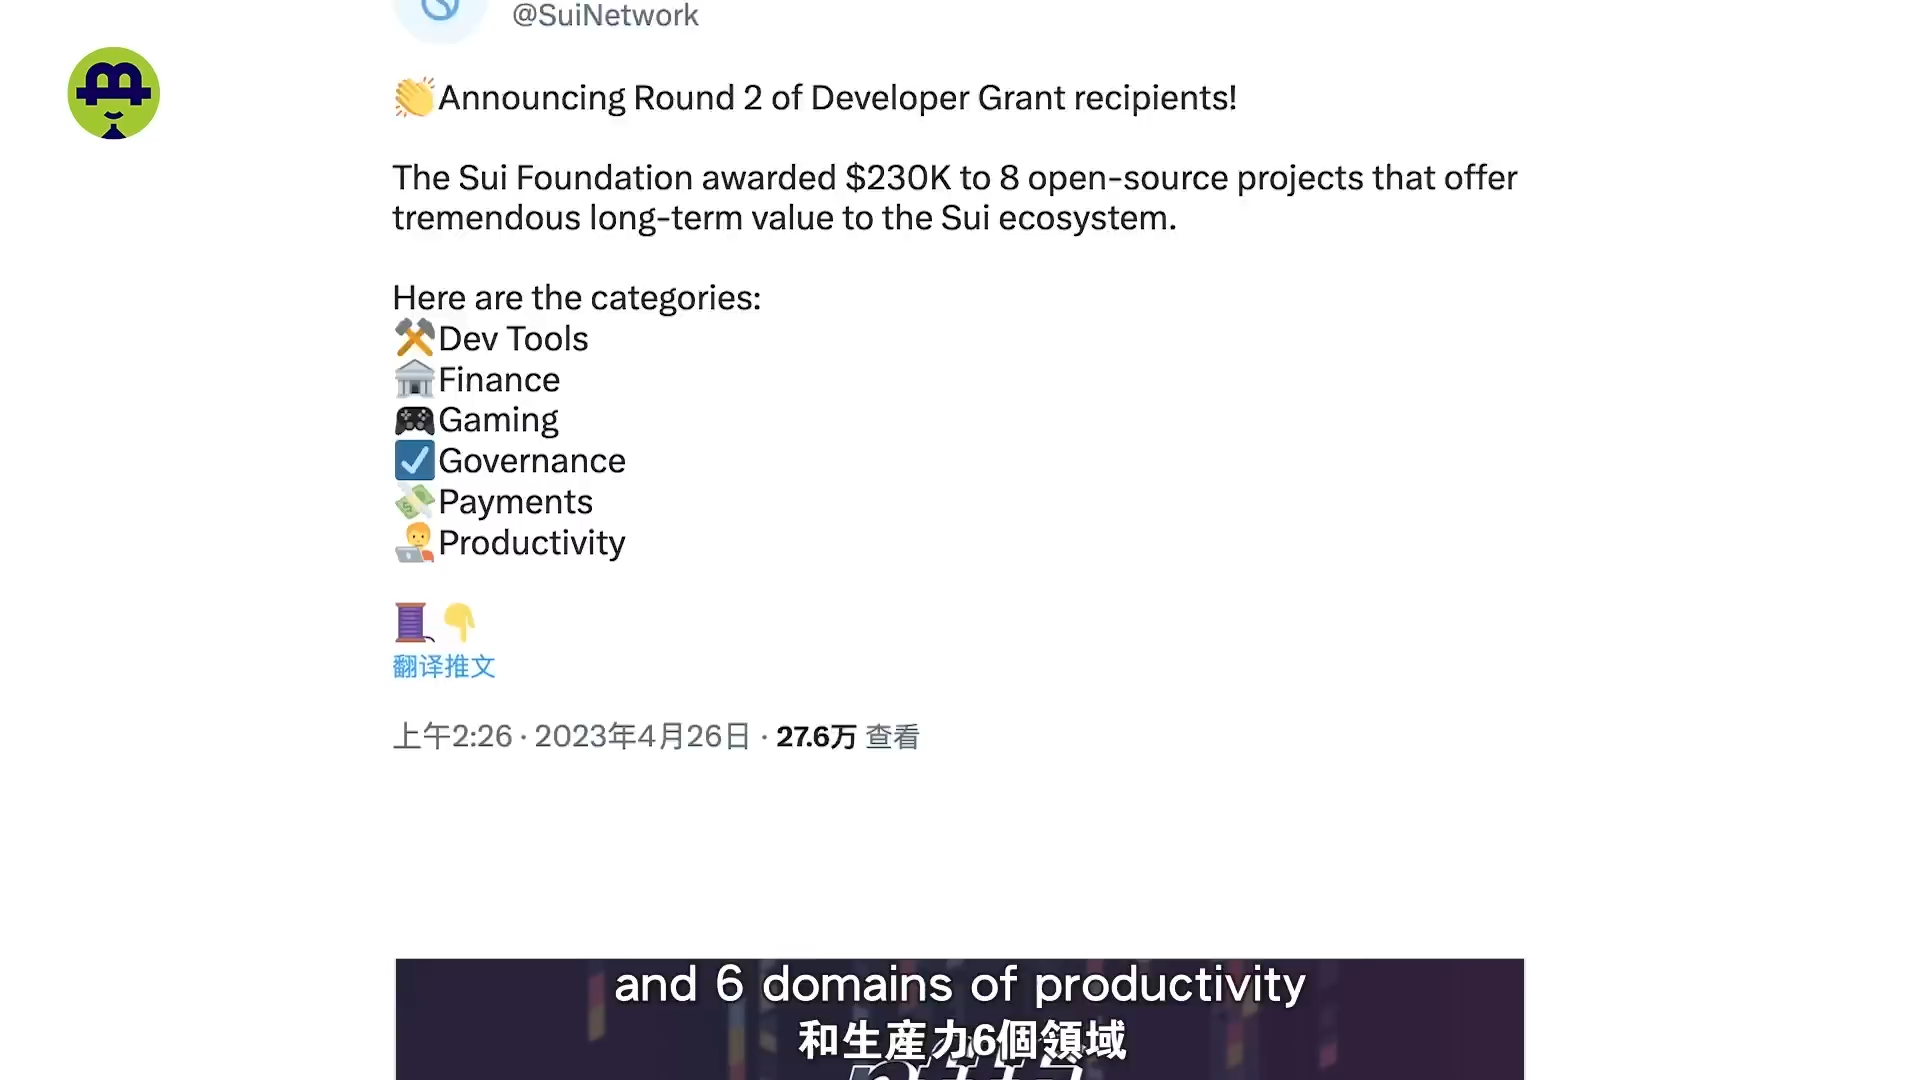 @SuiNetwork
👏Announcing Round 2 of Developer Grant recipients!
The Sui Foundation awarded $230K to 8 open-source projects that offer
tremendous long-term value to the Sui ecosystem.
Here are the categories:
⚒️Dev Tools
🏛️Finance
🎮Gaming
☑️Governance
💸Payments
🧑‍💻Productivity
🧵👇
翻译推文
上午2:26 · 2023年4月26日 · 27.6万 查看
and 6 domains of productivity
和生産力6個領域